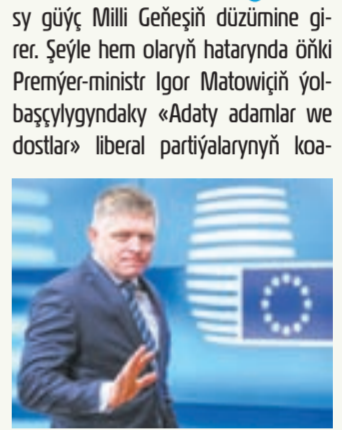 sy güýç Milli Geňeşiň düzümine gi-
rer. Şeýle hem olaryň hatarynda öňki
Premýer-ministr Igor Matowiçiň ýol-
başçylygyndaky «Adaty adamlar we
dostlar» liberal partiýalarynyň koa-